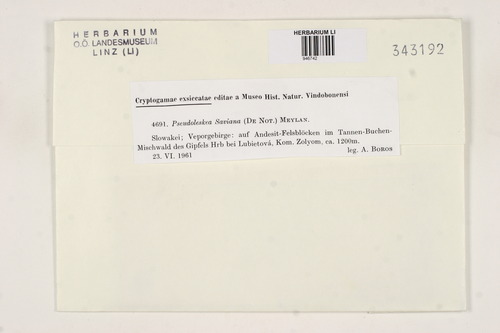 HERBARIUM
O.Ö. LANDESMUSEUM
LINZ (LI)
HERBARIUM LI
946742
343192
Cryptogamae exsiccatae editae a Museo Hist. Natur. Vindobonensi
4691. Pseudoleskea Saviana (DE NOT.) MEYLAN.
Slowakei; Veporgebirge: auf Andesit-Felsblöcken im Tannen-Buchen-
Mischwald des Gipfels Hrb bei Lubietová, Kom. Zolyom, ca. 1200m.
23. VI. 1961 leg. A. BOROS